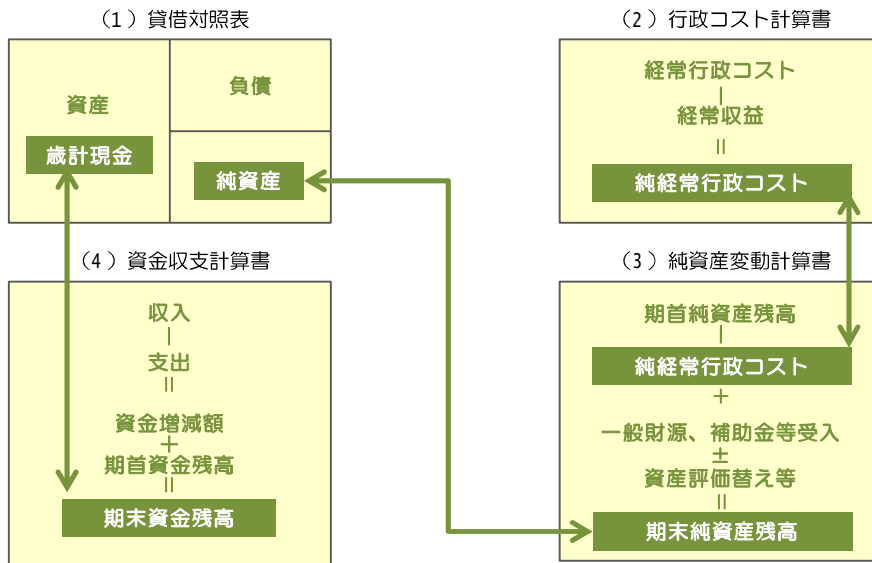 （1）貸借対照表
資産
歳計現金
負債
純資産
（2）行政コスト計算書
経常行政コスト
－
経常収益
＝
純経常行政コスト
（4）資金収支計算書
収入
－
支出
＝
資金増減額
＋
期首資金残高
＝
期末資金残高
（3）純資産変動計算書
期首純資産残高
－
純経常行政コスト
＋
一般財源、補助金等受入
±
資産評価替え等
＝
期末純資産残高